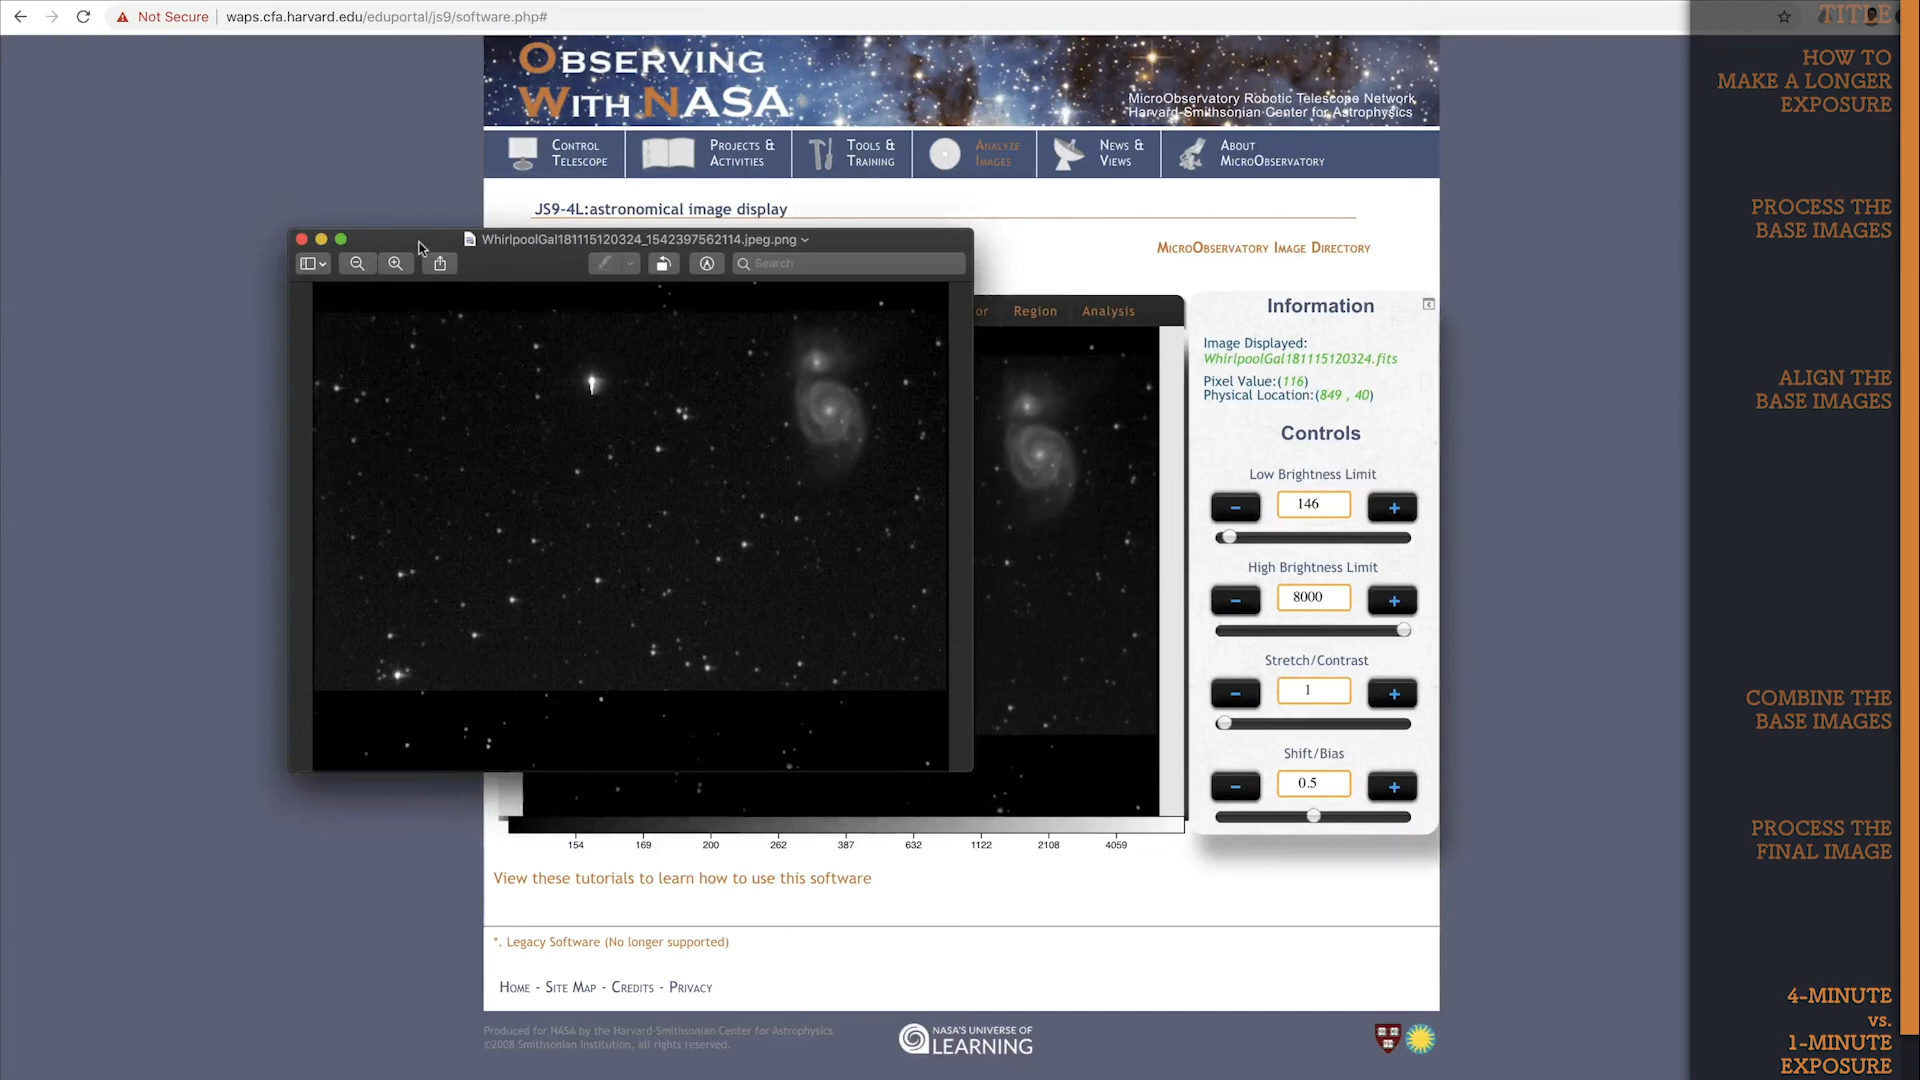 Not Secure
waps.cfa.harvard.edu/eduportal/js9/software.php#
OBSERVING
WITH NASA
MicroObservatory Robotic Telescope Network
Harvard-Smithsonian Center for Astrophysics
CONTROL
TELESCOPE
PROJECTS &
ACTIVITIES
TOOLS &
TRAINING
ANALYZE
IMAGES
NEWS &
VIEWS
ABOUT
MICROOBSERVATORY
JS9-4L:astronomical image display
MICROOBSERVATORY IMAGE DIRECTORY
WhirlpoolGal181115120324_1542397562114.jpeg.png
Search
or
Region
Analysis
Information
Image Displayed:
WhirlpoolGal181115120324.fits
Pixel Value:(116)
Physical Location:(849 , 40)
Controls
Low Brightness Limit
146
High Brightness Limit
8000
Stretch/Contrast
1
Shift/Bias
0.5
154 169 200 262 387 632 1122 2108 4059
View these tutorials to learn how to use this software
*. Legacy Software (No longer supported)
HOME - SITE MAP - CREDITS - PRIVACY
Produced for NASA by the Harvard-Smithsonian Center for Astrophysics
©2008 Smithsonian Institution, all rights reserved.
NASA'S UNIVERSE OF
LEARNING
TITLE
HOW TO
MAKE A LONGER
EXPOSURE
PROCESS THE
BASE IMAGES
ALIGN THE
BASE IMAGES
COMBINE THE
BASE IMAGES
PROCESS THE
FINAL IMAGE
4-MINUTE
vs.
1-MINUTE
EXPOSURE